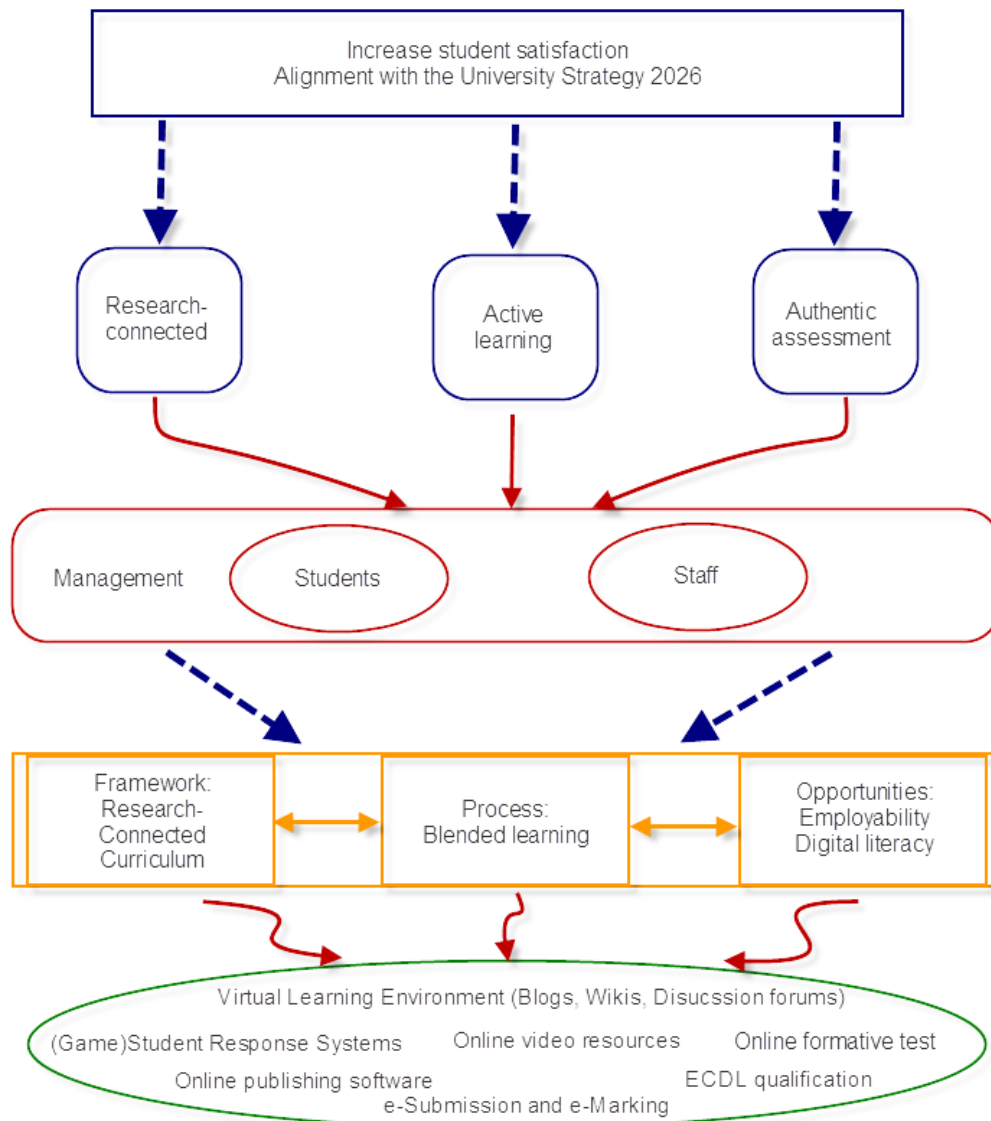 Increase student satisfaction
Alignment with the University Strategy 2026
Research-
connected
Active
learning
Authentic
assessment
Management
Students
Staff
Framework:
Research-
Connected
Curriculum
Process:
Blended learning
Opportunities:
Employability
Digital literacy
Virtual Learning Environment (Blogs, Wikis, Disucssion forums)
(Game)Student Response Systems
Online video resources
Online formative test
Online publishing software
ECDL qualification
e-Submission and e-Marking